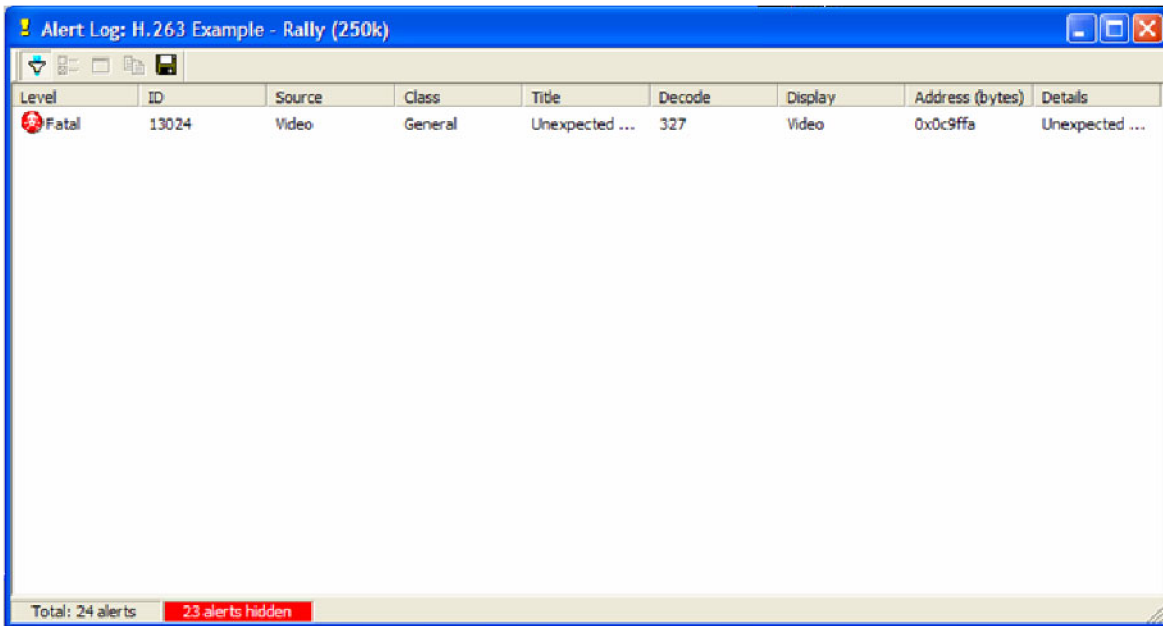 Alert Log: H.263 Example - Rally (250k)
Level ID Source Class Title Decode Display Address (bytes) Details
Fatal 13024 Video General Unexpected ... 327 Video 0x0c9ffa Unexpected ...
Total: 24 alerts 23 alerts hidden